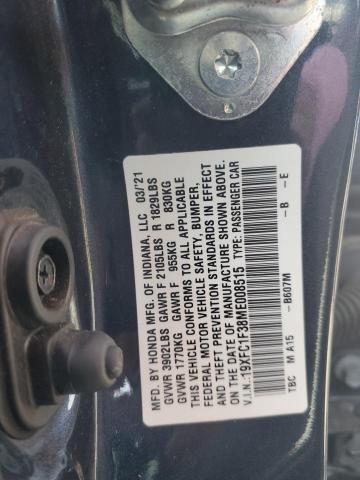 MFD. BY HONDA MFG. OF INDIANA, LLC 03/'21
GVWR 3902LBS GAWR F 2105LBS R 1829LBS
GVWR 1770KG GAWR F 955KG R 830KG
THIS VEHICLE CONFORMS TO ALL APPLICABLE
FEDERAL MOTOR VEHICLE SAFETY, BUMPER,
AND THEFT PREVENTION STANDARDS IN EFFECT
ON THE DATE OF MANUFACTURE SHOWN ABOVE.
V.I.N.: 19XFC1F38ME008515 TYPE: PASSENGER CAR
TBC M A15 -B607M -B -E